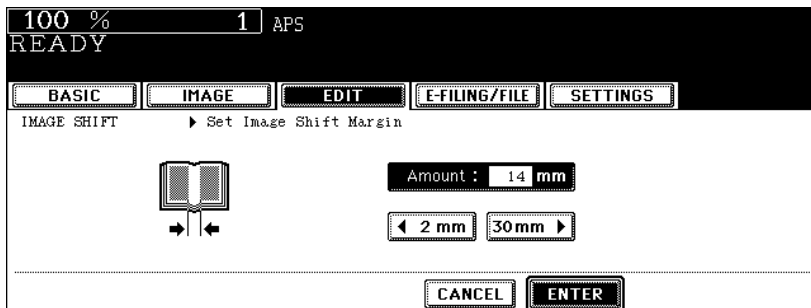 100 % 1 APS
READY
BASIC IMAGE EDIT E-FILING/FILE SETTINGS
IMAGE SHIFT ▶ Set Image Shift Margin
Amount : 14 mm
◀ 2 mm 30mm ▶
CANCEL ENTER